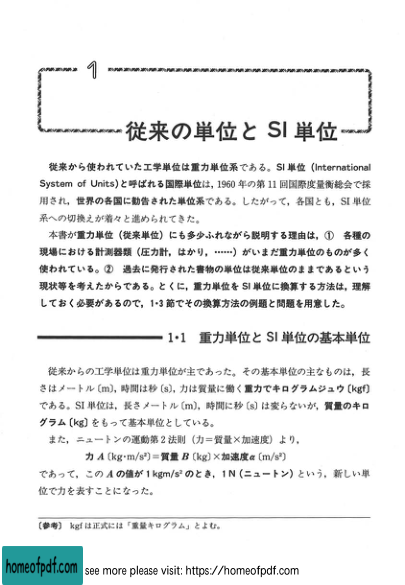 1
従来の単位と SI 単位
従来から使われていた工学単位は重力単位系である。SI 単位（International
System of Units)と呼ばれる国際単位は，1960 年の第 11 回国際度量衡総会で採
用され，世界の各国に勧告された単位系である。したがって，各国とも，SI 単位
系への切換えが着々と進められてきた。
本書が重力単位（従来単位）にも多少ふれながら説明する理由は，① 各種の
現場における計測器類（圧力計，はかり，……）がいまだ重力単位のものが多く
使われている。② 過去に発行された書物の単位は従来単位のままであるという
現状等を考えたからである。とくに，重力単位を SI 単位に換算する方法は，理解
しておく必要があるので，1・3 節でその換算方法の例題と問題を用意した。
1・1 重力単位と SI 単位の基本単位
従来からの工学単位は重力単位が主であった。その基本単位の主なものは，長
さはメートル〔m〕，時間は秒〔s〕，力は質量に働く重力でキログラムジュウ〔kgf〕
である。SI 単位は，長さメートル〔m〕，時間に秒〔s〕は変らないが，質量のキロ
グラム〔kg〕をもって基本単位としている。
また，ニュートンの運動第 2 法則（力＝質量×加速度）より，
力 A〔kg·m/s²〕＝質量 B〔kg〕×加速度α〔m/s²〕
であって，この A の値が 1 kgm/s² のとき，1 N（ニュートン）という，新しい単
位で力を表すことになった。
〔参考〕 kgf は正式には「重量キログラム」とよむ。
homeofpdf.com see more please visit: https://homeofpdf.com